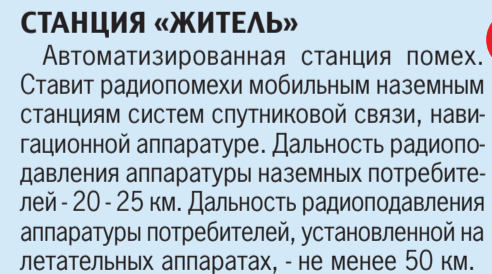 СТАНЦИЯ «ЖИТЕЛЬ»
Автоматизированная станция помех.
Ставит радиопомехи мобильным наземным
станциям систем спутниковой связи, нави-
гационной аппаратуре. Дальность радиопо-
давления аппаратуры наземных потребите-
лей - 20 - 25 км. Дальность радиоподавления
аппаратуры потребителей, установленной на
летательных аппаратах, - не менее 50 км.